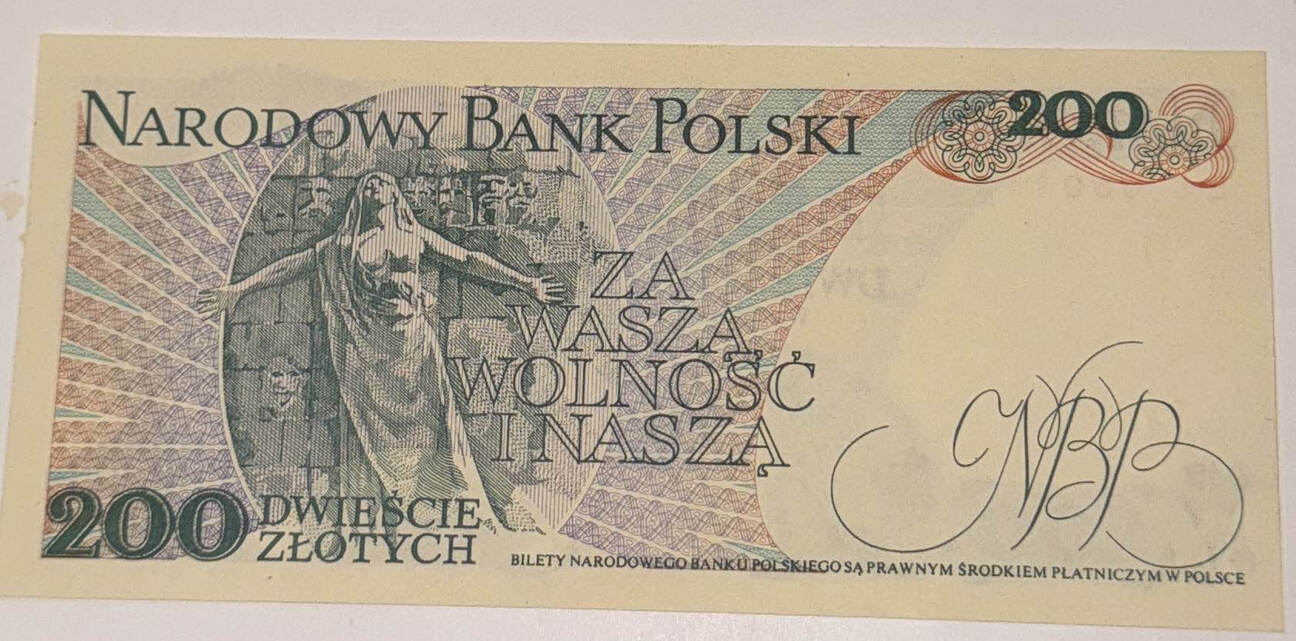 NARODOWY BANK POLSKI
200
ZA
WASZĄ
WOLNOŚĆ
I NASZĄ
NBP
200 DWIEŚCIE
ZŁOTYCH
BILETY NARODOWEGO BANKU POLSKIEGO SĄ PRAWNYM ŚRODKIEM PŁATNICZYM W POLSCE